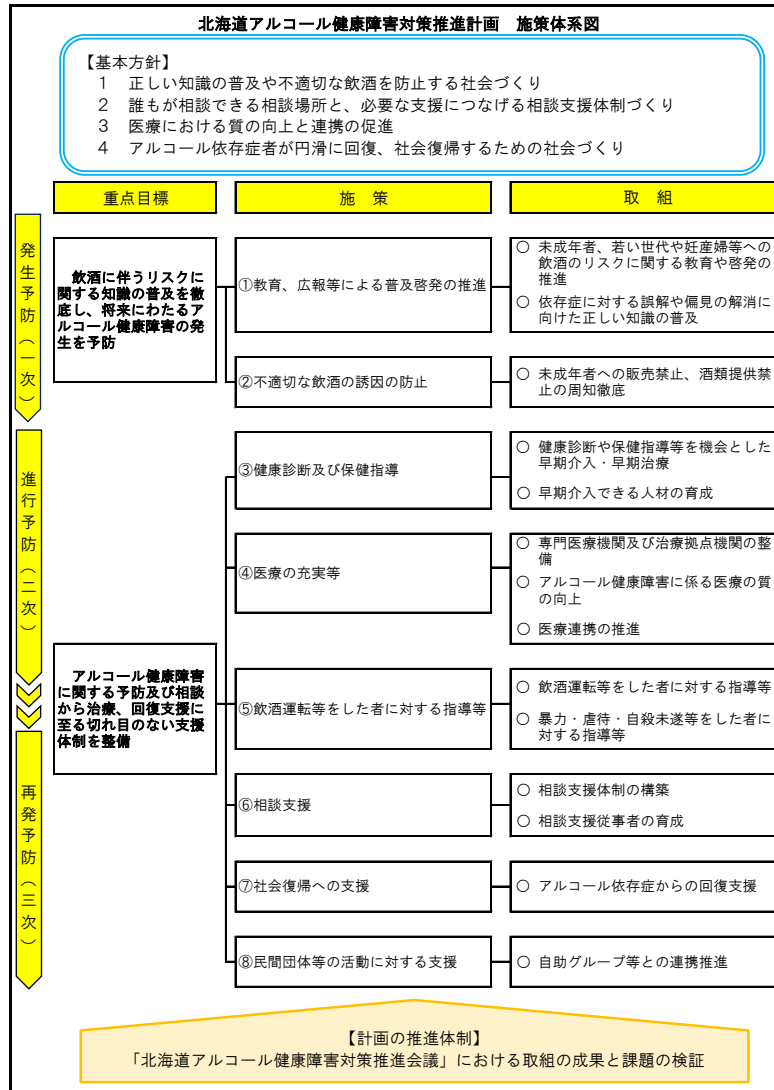 北海道アルコール健康障害対策推進計画　施策体系図
【基本方針】
1　正しい知識の普及や不適切な飲酒を防止する社会づくり
2　誰もが相談できる相談場所と、必要な支援につなげる相談支援体制づくり
3　医療における質の向上と連携の促進
4　アルコール依存症者が円滑に回復、社会復帰するための社会づくり
重点目標
施　策
取　組
発生予防（一次）
飲酒に伴うリスクに
関する知識の普及を徹
底し、将来にわたるア
ルコール健康障害の発
生を予防
①教育、広報等による普及啓発の推進
○ 未成年者、若い世代や妊産婦等への
飲酒のリスクに関する教育や啓発の
推進
○ 依存症に対する誤解や偏見の解消に
向けた正しい知識の普及
②不適切な飲酒の誘因の防止
○ 未成年者への販売禁止、酒類提供禁
止の周知徹底
進行予防（二次）
③健康診断及び保健指導
○ 健康診断や保健指導等を機会とした
早期介入・早期治療
○ 早期介入できる人材の育成
④医療の充実等
○ 専門医療機関及び治療拠点機関の整
備
○ アルコール健康障害に係る医療の質
の向上
○ 医療連携の推進
アルコール健康障害
に関する予防及び相談
から治療、回復支援に
至る切れ目のない支援
体制を整備
⑤飲酒運転等をした者に対する指導等
○ 飲酒運転等をした者に対する指導等
○ 暴力・虐待・自殺未遂等をした者に
対する指導等
再発予防（三次）
⑥相談支援
○ 相談支援体制の構築
○ 相談支援従事者の育成
⑦社会復帰への支援
○ アルコール依存症からの回復支援
⑧民間団体等の活動に対する支援
○ 自助グループ等との連携推進
【計画の推進体制】
「北海道アルコール健康障害対策推進会議」における取組の成果と課題の検証